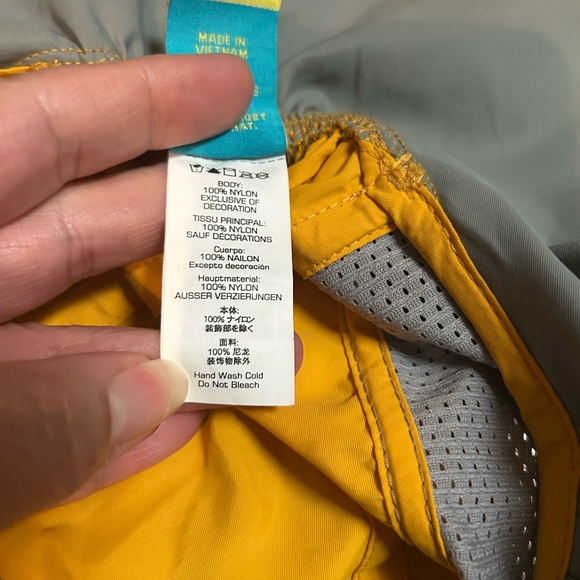 MADE IN
VIETNAM
BODY:
100% NYLON
EXCLUSIVE OF
DECORATION
TISSU PRINCIPAL:
100% NYLON
SAUF DÉCORATIONS
Cuerpo:
100% NAILON
Excepto decoración
Hauptmaterial:
100% NYLON
AUSSER VERZIERUNGEN
本体:
100% ナイロン
装飾部を除く
面料:
100% 尼龙
装饰物除外
Hand Wash Cold
Do Not Bleach